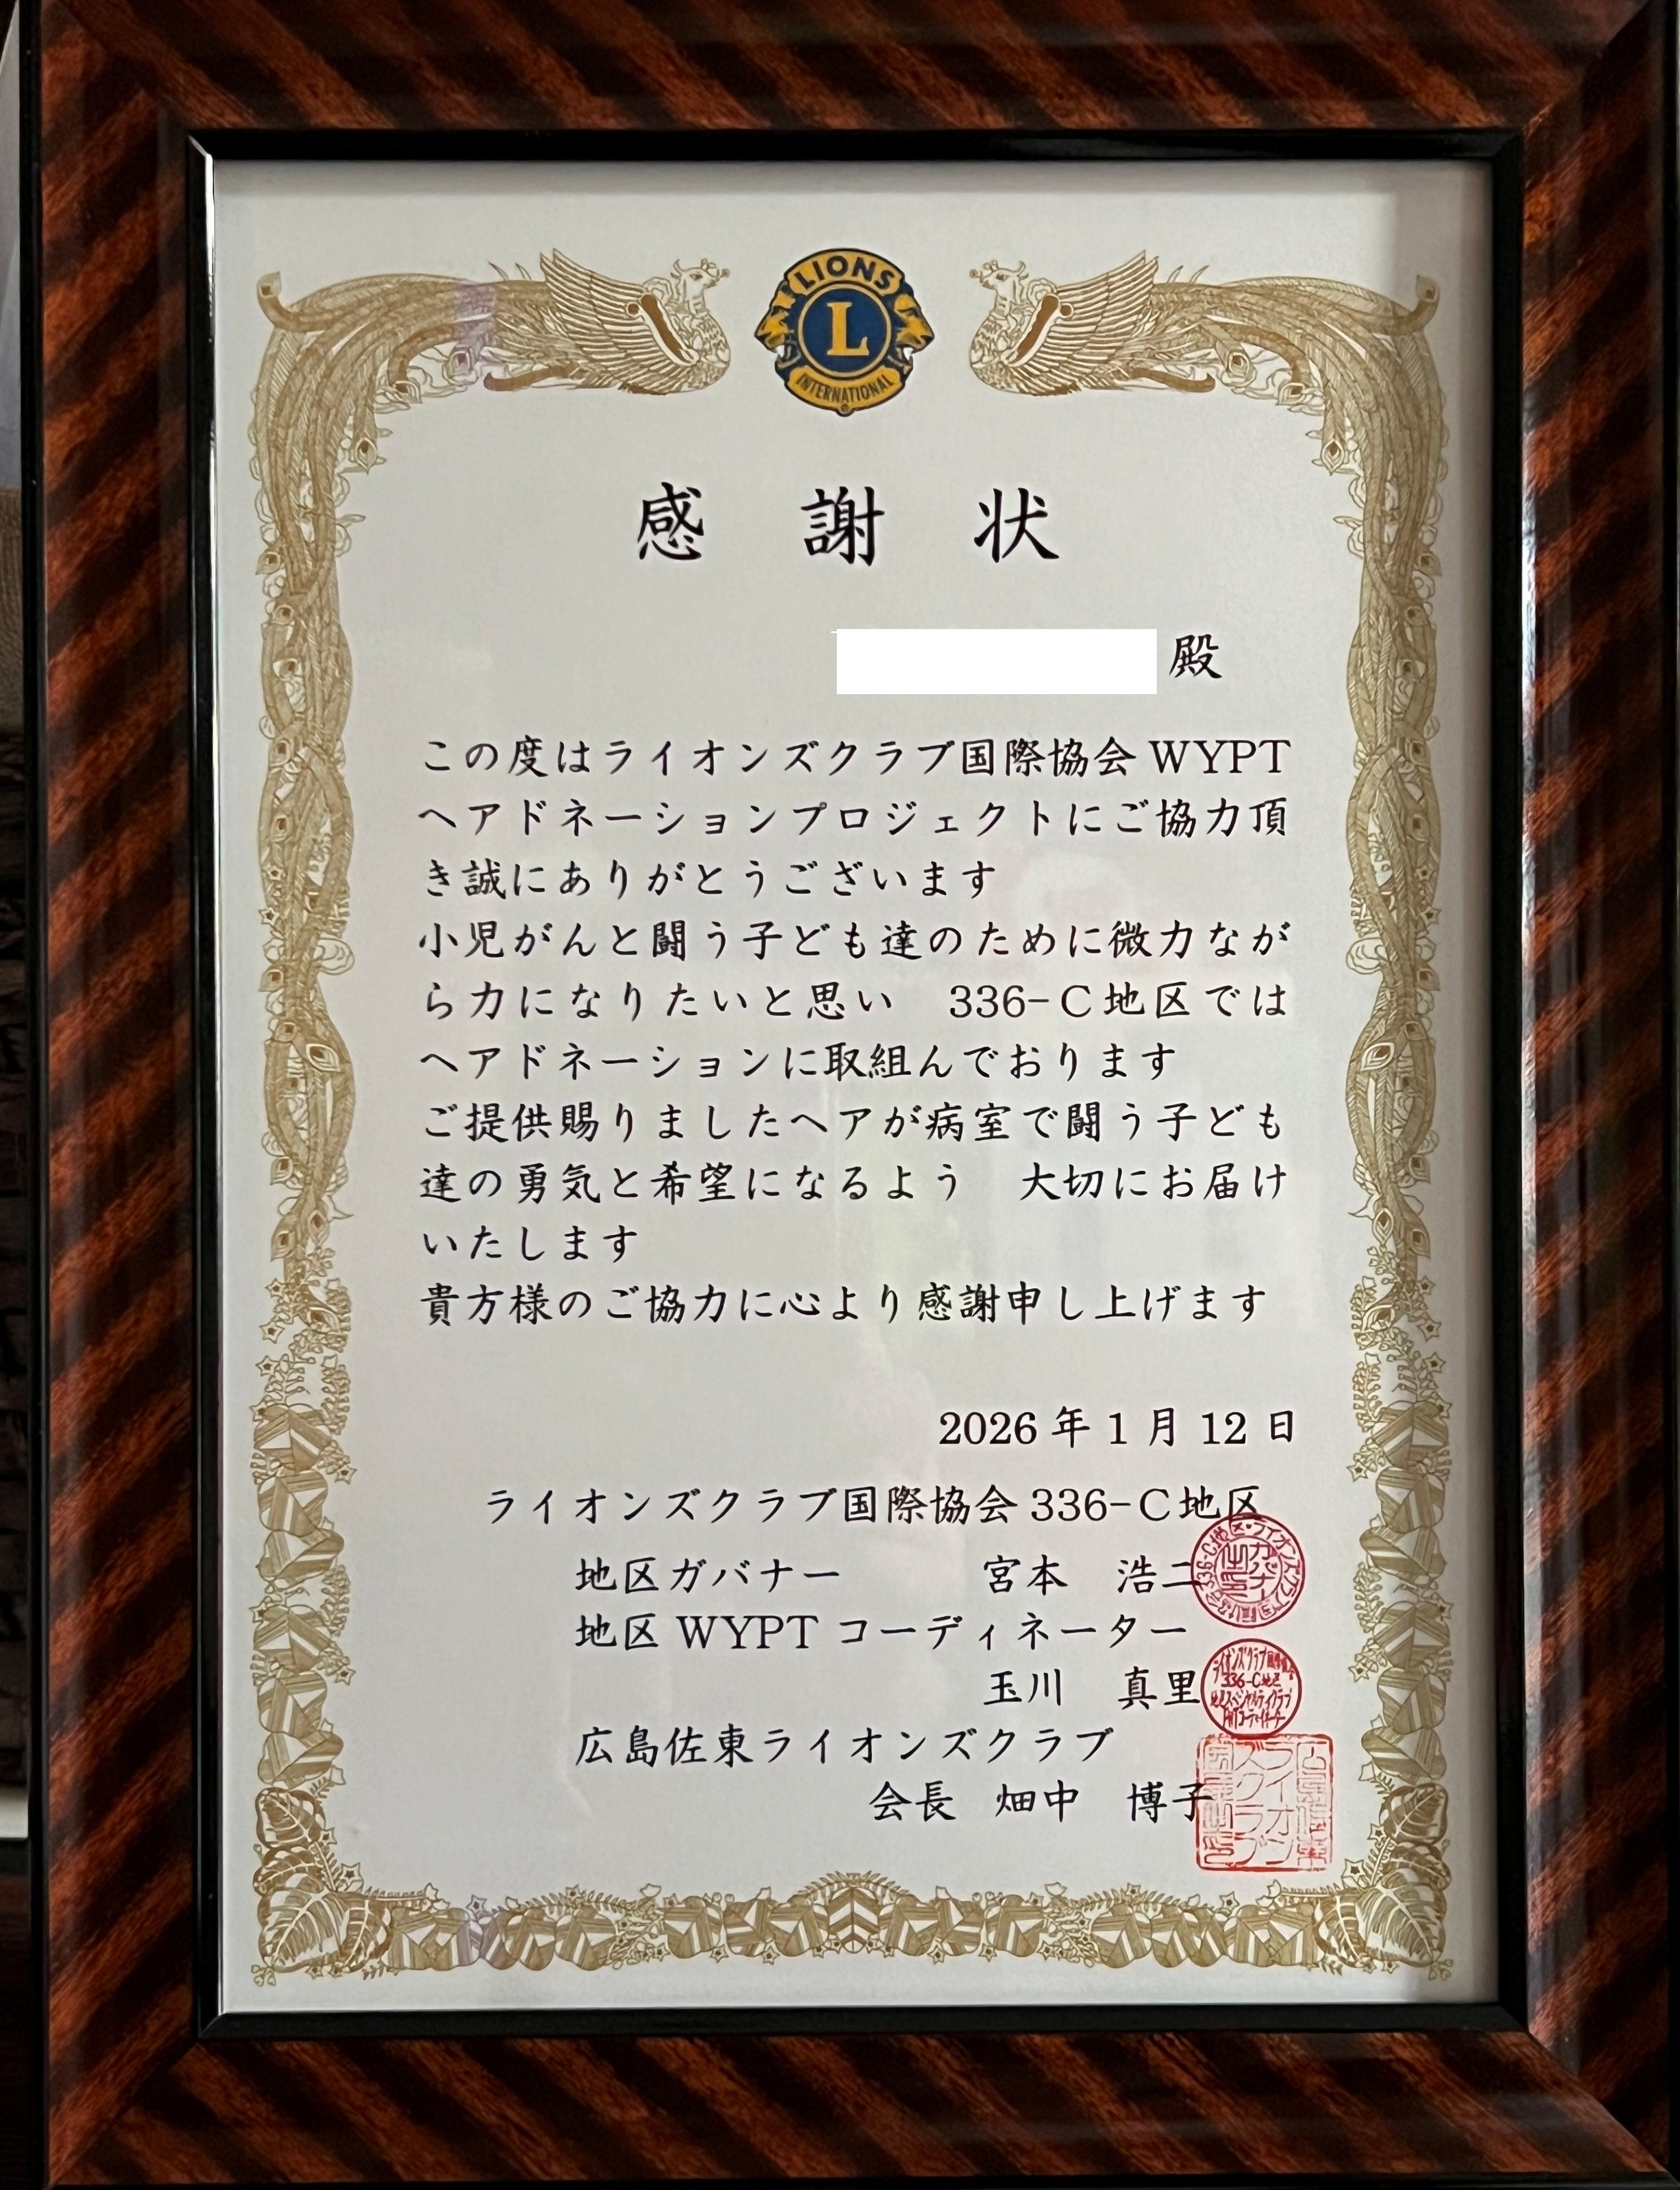 LIONS
L
INTERNATIONAL
感 謝 状
殿
この度はライオンズクラブ国際協会 WYPT
ヘアドネーションプロジェクトにご協力頂
き誠にありがとうございます
小児がんと闘う子ども達のために微力なが
ら力になりたいと思い　336-C地区では
ヘアドネーションに取組んでおります
ご提供賜りましたヘアが病室で闘う子ども
達の勇気と希望になるよう　大切にお届け
いたします
貴方様のご協力に心より感謝申し上げます
2026 年 1 月 12 日
ライオンズクラブ国際協会 336-C地区
地区ガバナー　宮本　浩二
地区 WYPT コーディネーター
玉川　真里
広島佐東ライオンズクラブ
会長　畑中　博子